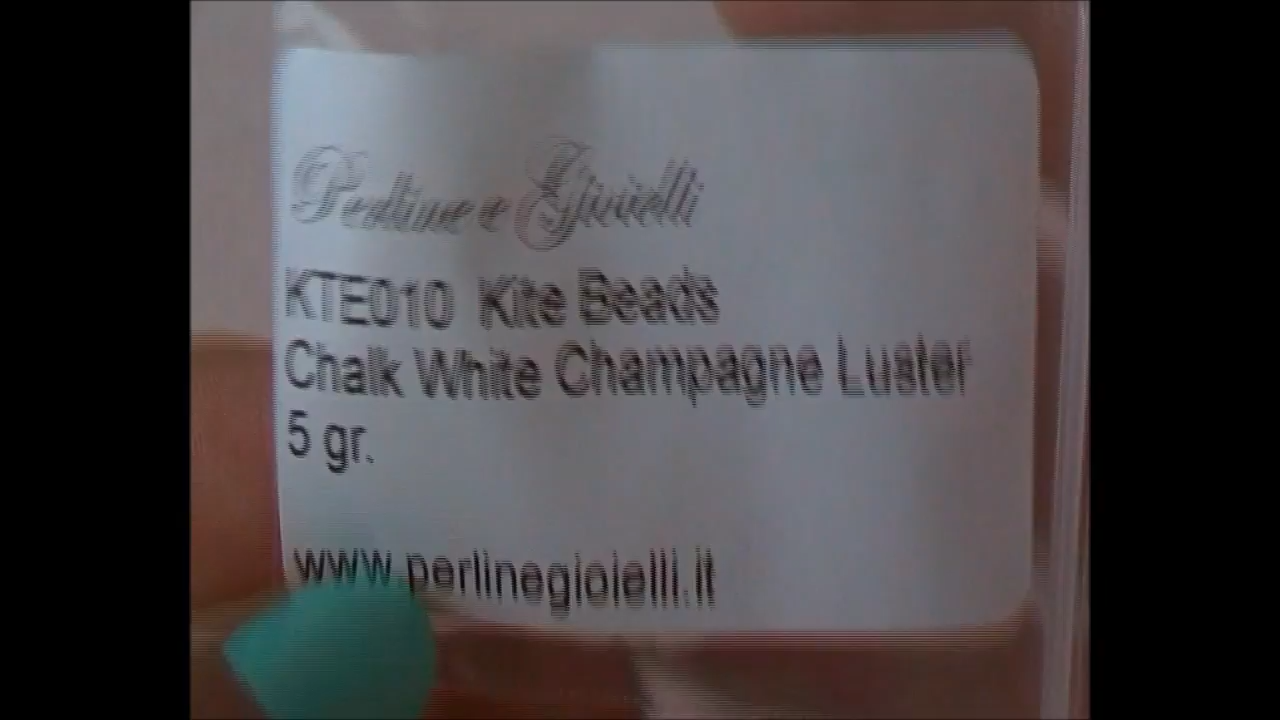 Perline e Gioielli
KTE010 Kite Beads
Chalk White Champagne Luster
5 gr.
www.perlinegioielli.it